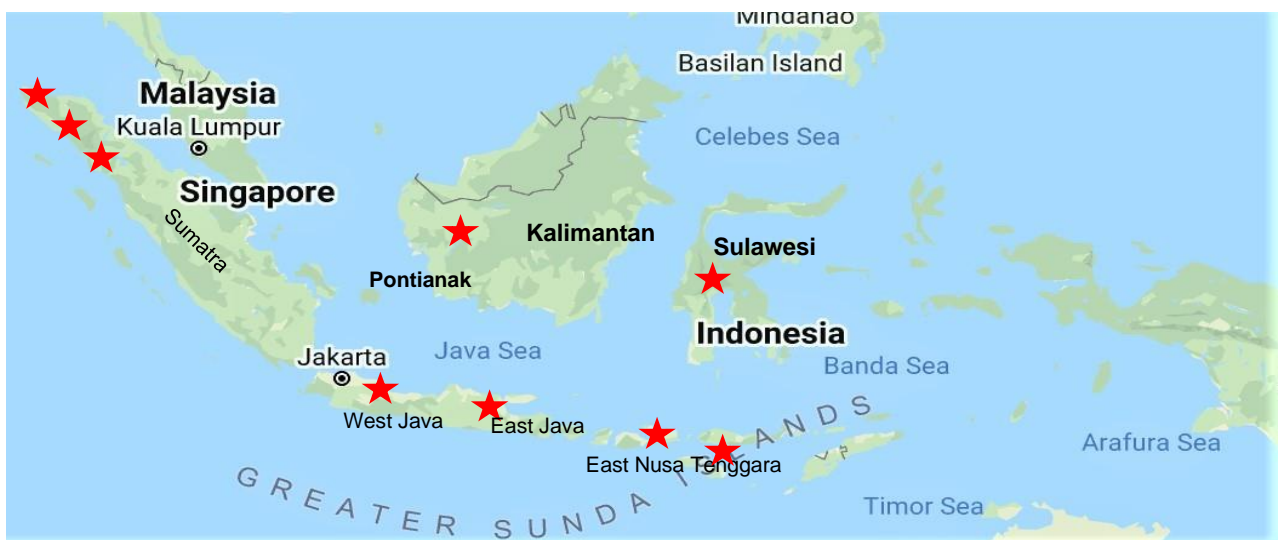 Mindanao
Basilan Island
Malaysia
Kuala Lumpur
Celebes Sea
Singapore
Sumatra
Kalimantan
Sulawesi
Pontianak
Indonesia
Java Sea
Jakarta
Banda Sea
West Java
East Java
East Nusa Tenggara
Arafura Sea
GREATER SUNDA ISLANDS
Timor Sea